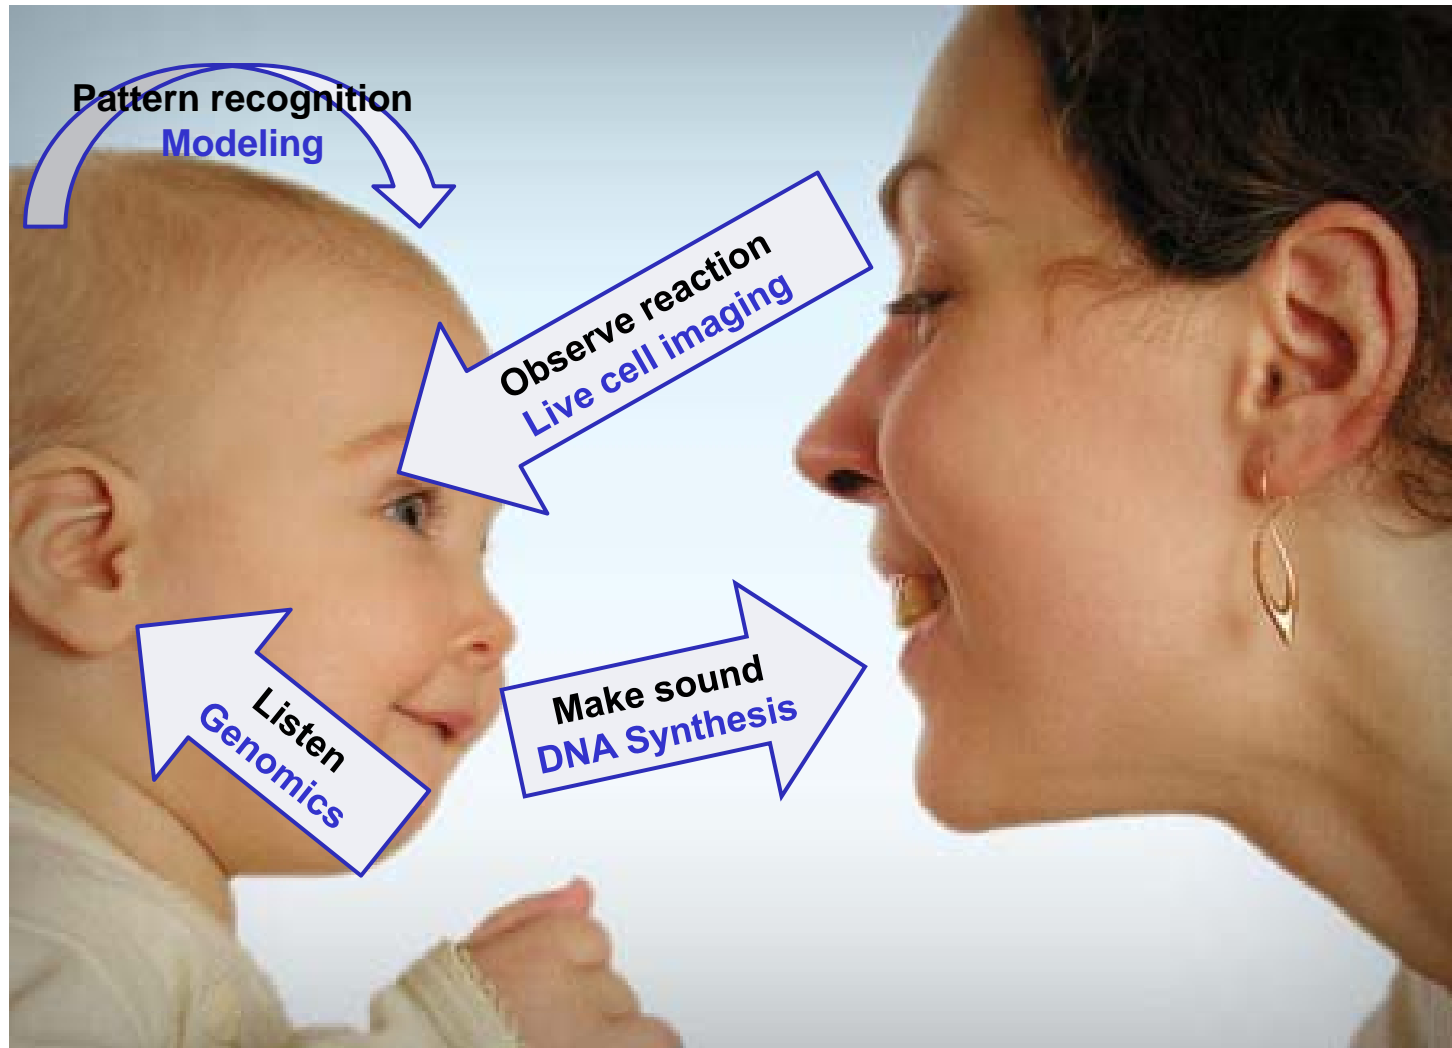 Pattern recognition
Modeling
Observe reaction
Live cell imaging
Make sound
DNA Synthesis
Listen
Genomics